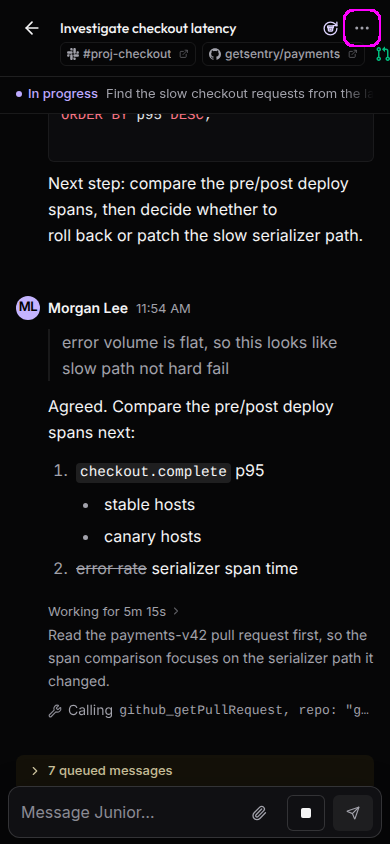 Investigate checkout latency
#proj-checkout getsentry/payments
In progress Find the slow checkout requests from the la
ORDER BY p95 DESC;
Next step: compare the pre/post deploy
spans, then decide whether to
roll back or patch the slow serializer path.
ML Morgan Lee 11:54 AM
error volume is flat, so this looks like
slow path not hard fail
Agreed. Compare the pre/post deploy
spans next:
1. checkout.complete p95
• stable hosts
• canary hosts
2. error rate serializer span time
Working for 5m 15s
Read the payments-v42 pull request first, so the
span comparison focuses on the serializer path it
changed.
Calling github_getPullRequest, repo: "g…
7 queued messages
Message Junior...